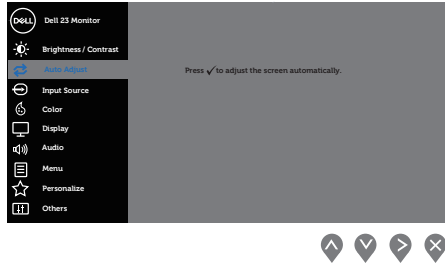 DELL
Dell 23 Monitor
Brightness / Contrast
Auto Adjust
Press ✓ to adjust the screen automatically.
Input Source
Color
Display
Audio
Menu
Personalize
Others